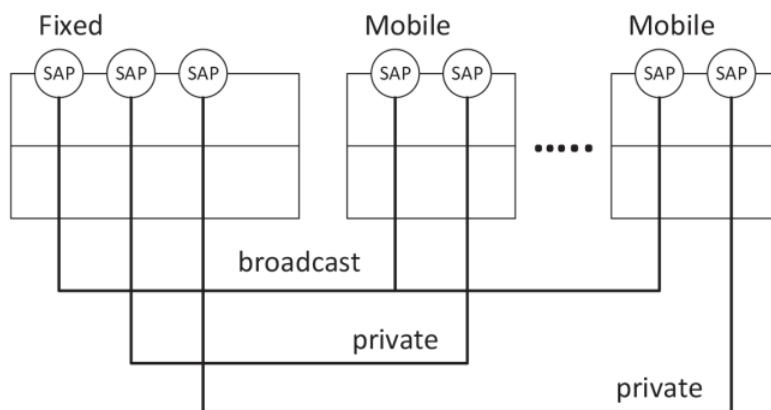 Fixed Mobile Mobile
SAP SAP SAP SAP SAP SAP SAP
broadcast
private
private